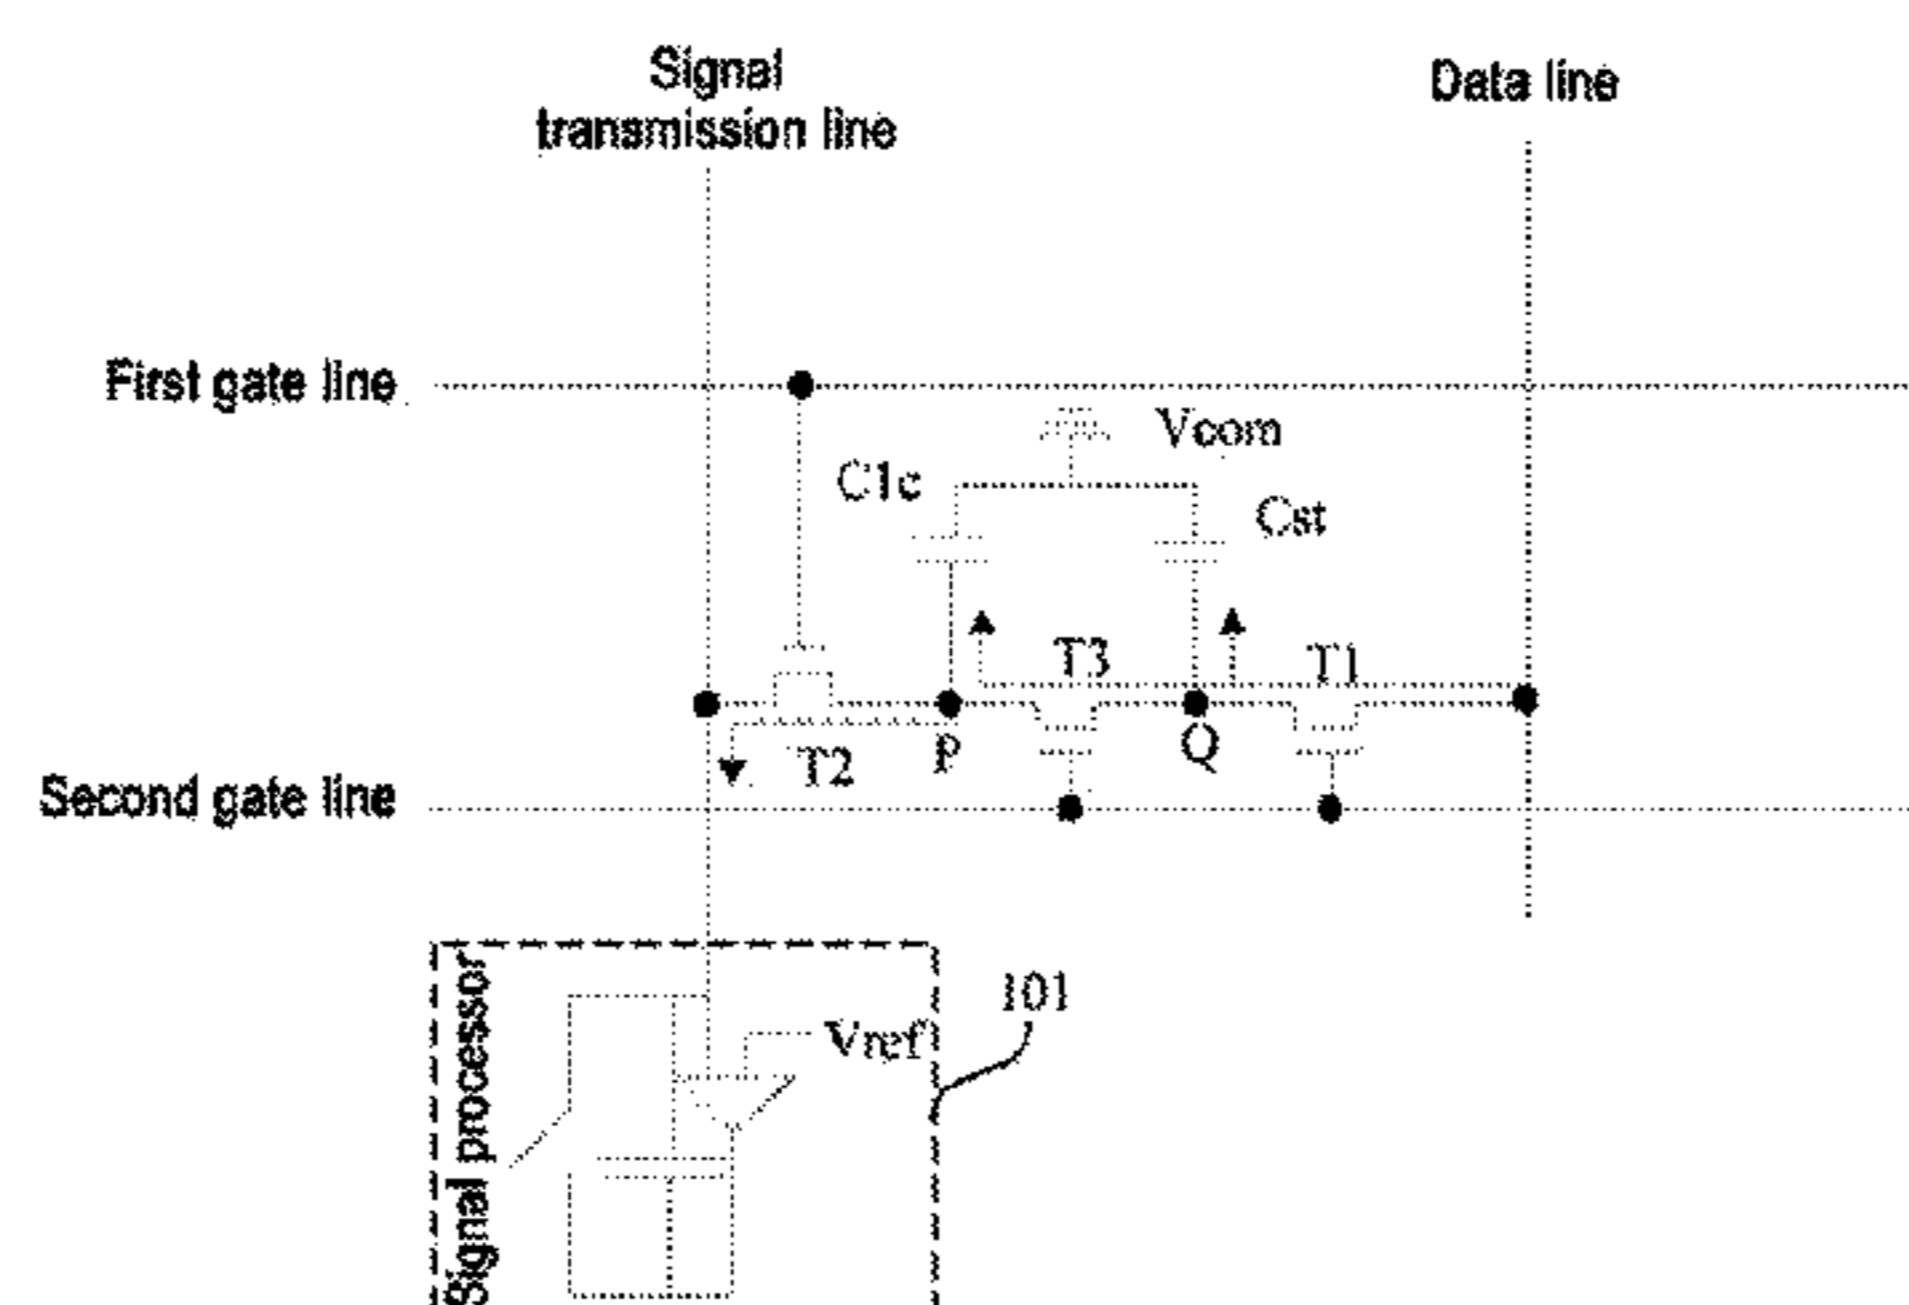 Signal
transmission line
Data line
First gate line
Vcom
C1c
Cst
T3
T1
T2
P
Q
Second gate line
Signal processor
101
Vref